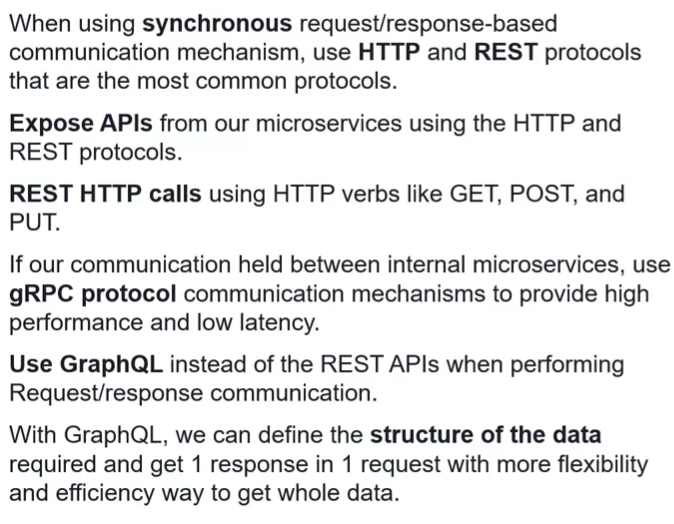 When using synchronous request/response-based
communication mechanism, use HTTP and REST protocols
that are the most common protocols.
Expose APIs from our microservices using the HTTP and
REST protocols.
REST HTTP calls using HTTP verbs like GET, POST, and
PUT.
If our communication held between internal microservices, use
gRPC protocol communication mechanisms to provide high
performance and low latency.
Use GraphQL instead of the REST APIs when performing
Request/response communication.
With GraphQL, we can define the structure of the data
required and get 1 response in 1 request with more flexibility
and efficiency way to get whole data.